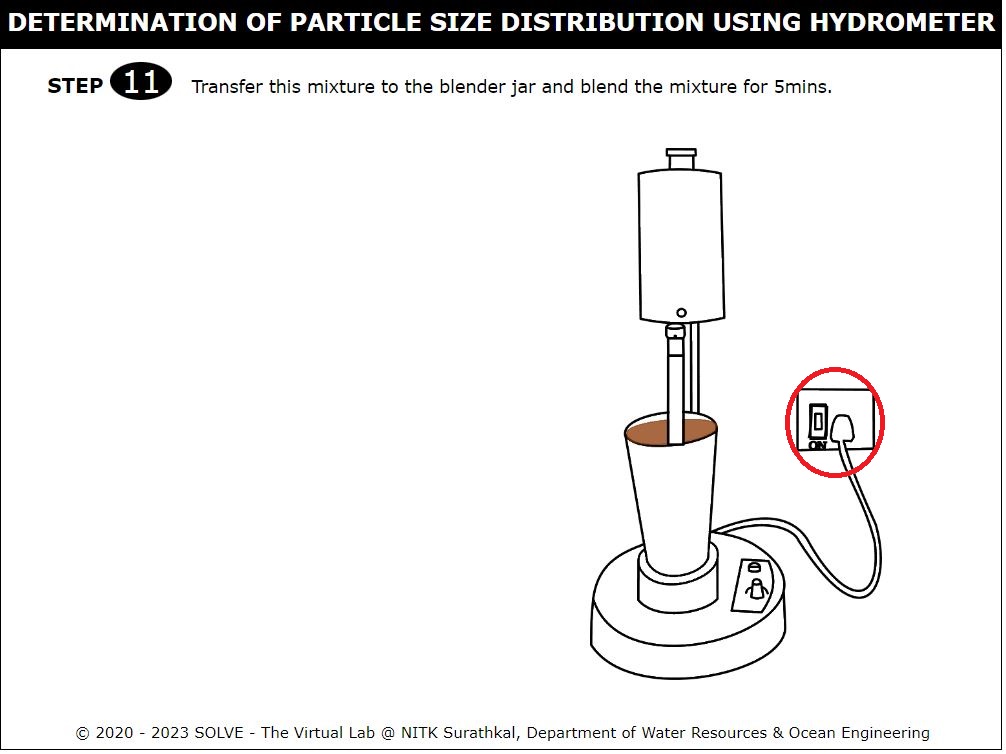 DETERMINATION OF PARTICLE SIZE DISTRIBUTION USING HYDROMETER
STEP 11 Transfer this mixture to the blender jar and blend the mixture for 5mins.
ON
© 2020 - 2023 SOLVE - The Virtual Lab @ NITK Surathkal, Department of Water Resources & Ocean Engineering